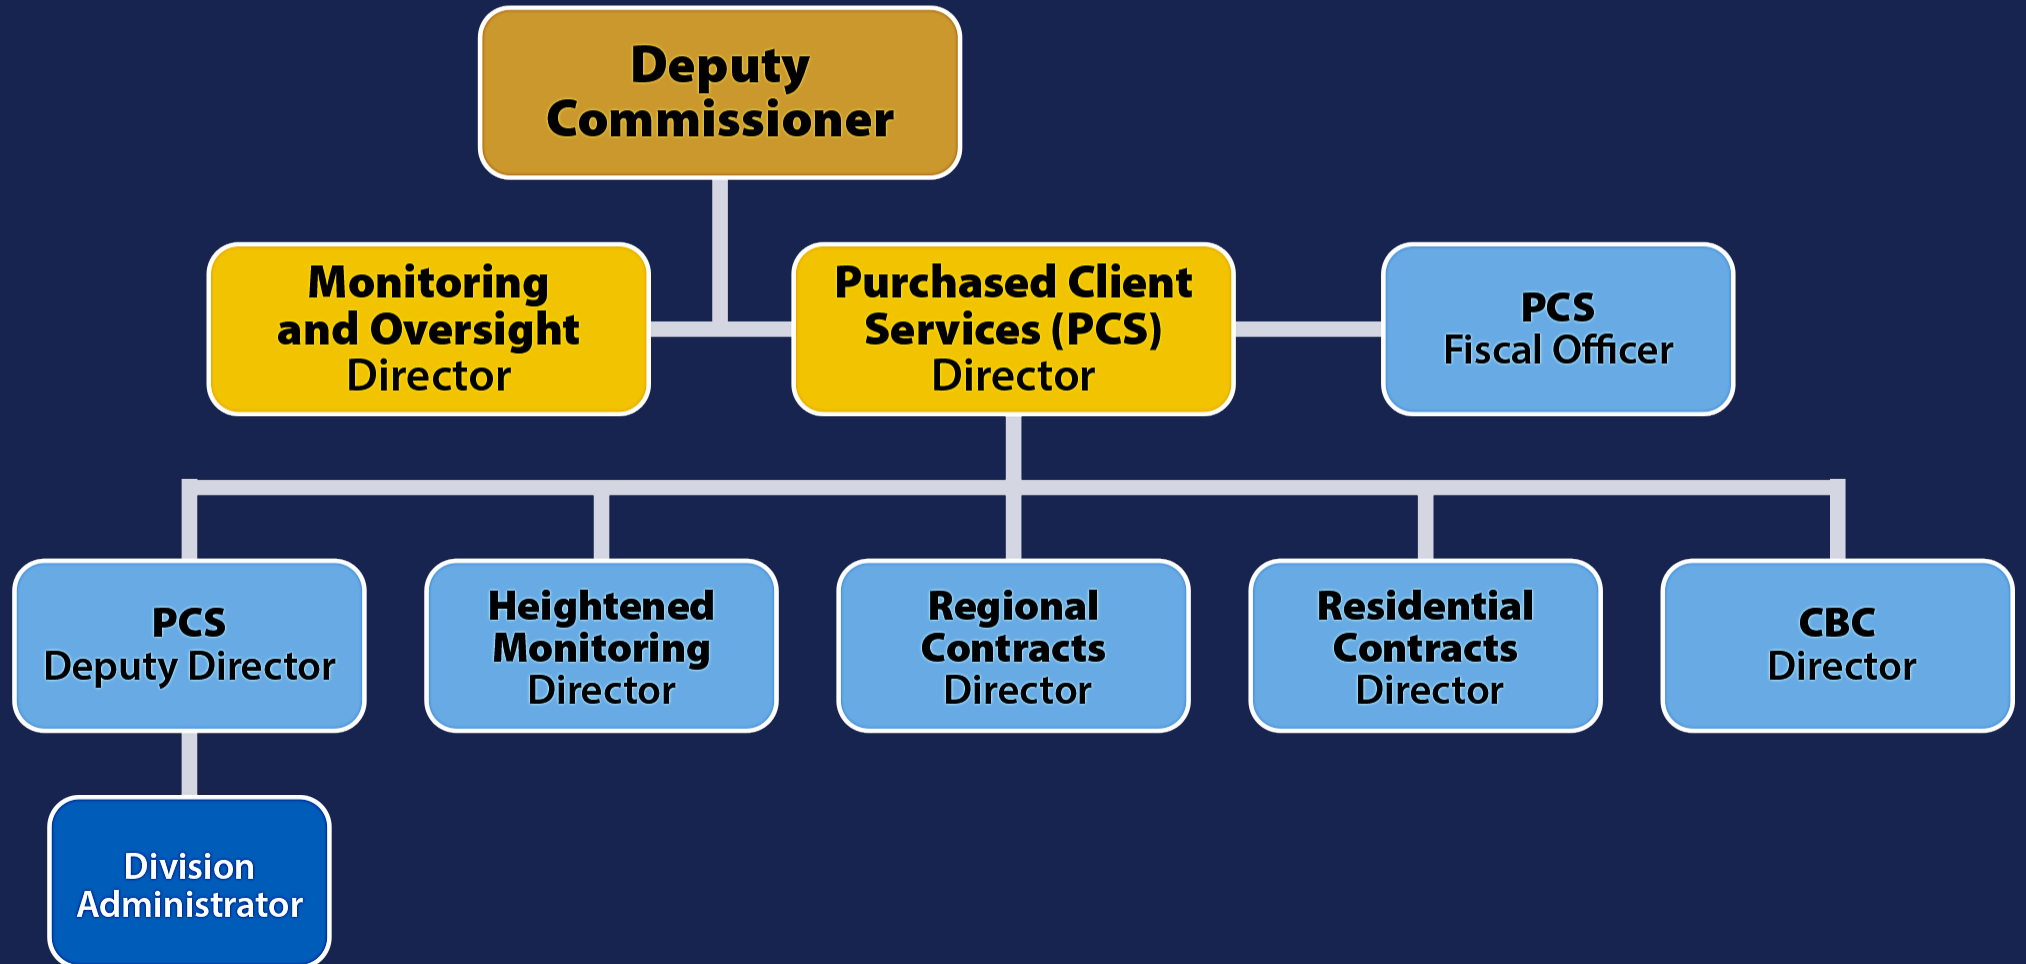 Deputy
Commissioner
Monitoring
and Oversight
Director
Purchased Client
Services (PCS)
Director
PCS
Fiscal Officer
PCS
Deputy Director
Heightened
Monitoring
Director
Regional
Contracts
Director
Residential
Contracts
Director
CBC
Director
Division
Administrator